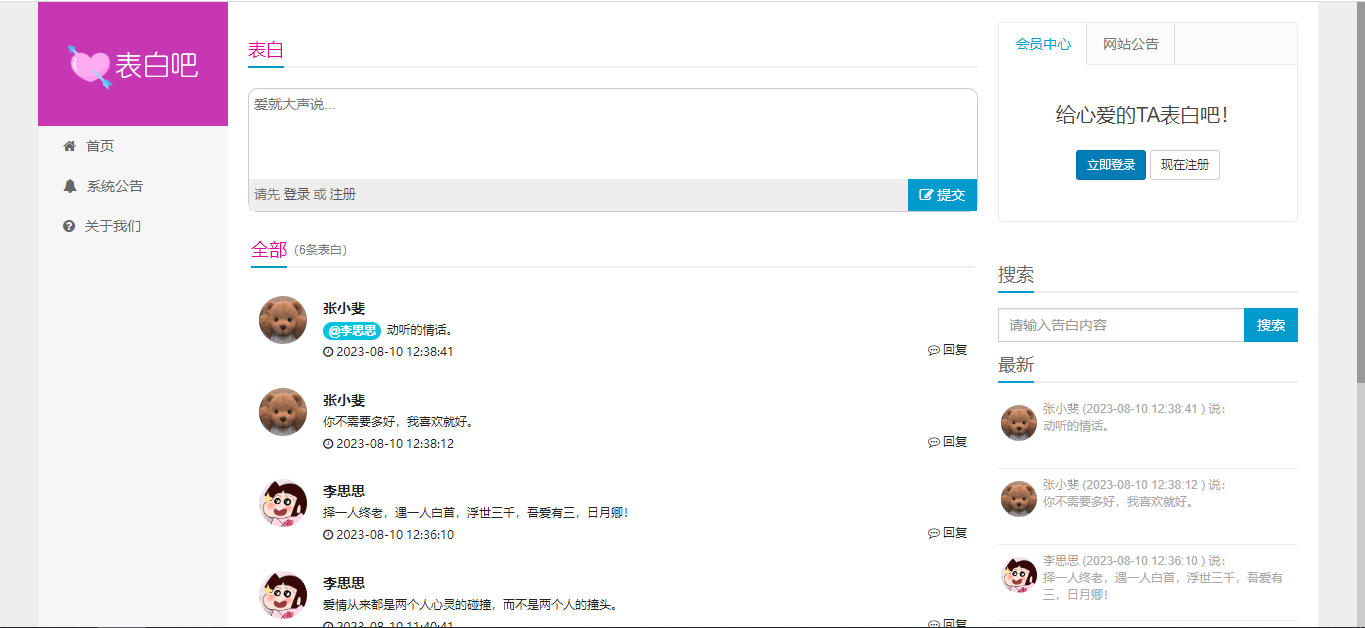 表白吧
首页
系统公告
关于我们
表白
爱就大声说...
请先 登录 或 注册
提交
全部 (6条表白)
张小斐
@李思思 动听的情话。
2023-08-10 12:38:41
回复
张小斐
你不需要多好，我喜欢就好。
2023-08-10 12:38:12
回复
李思思
择一人终老，遇一人白首，浮世三千，吾爱有三，日月卿！
2023-08-10 12:36:10
回复
李思思
爱情从来都是两个人心灵的碰撞，而不是两个人的撞头。
2023-08-10 11:40:41
回复
会员中心 网站公告
给心爱的TA表白吧！
立即登录 现在注册
搜索
请输入告白内容 搜索
最新
张小斐 (2023-08-10 12:38:41 ) 说：
动听的情话。
张小斐 (2023-08-10 12:38:12 ) 说：
你不需要多好，我喜欢就好。
李思思 (2023-08-10 12:36:10 ) 说：
择一人终老，遇一人白首，浮世三千，吾爱有
三，日月卿！